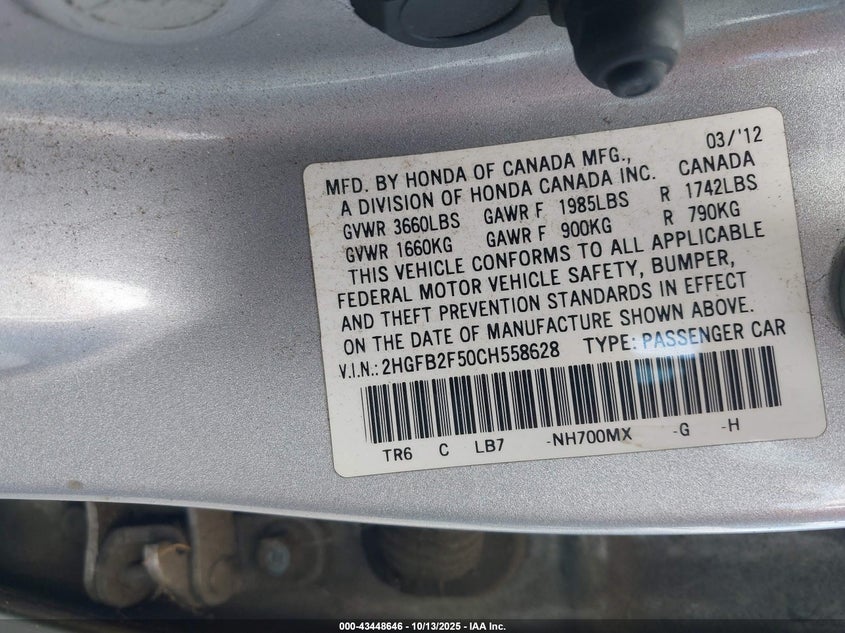 03/'12
MFD. BY HONDA OF CANADA MFG., CANADA
A DIVISION OF HONDA CANADA INC.
GVWR 3660LBS GAWR F 1985LBS R 1742LBS
GVWR 1660KG GAWR F 900KG R 790KG
THIS VEHICLE CONFORMS TO ALL APPLICABLE
FEDERAL MOTOR VEHICLE SAFETY, BUMPER,
AND THEFT PREVENTION STANDARDS IN EFFECT
ON THE DATE OF MANUFACTURE SHOWN ABOVE.
V.I.N.: 2HGFB2F50CH558628 TYPE: PASSENGER CAR
TR6 C LB7 -NH700MX -G -H
000-43448646 - 10/13/2025 - IAA Inc.